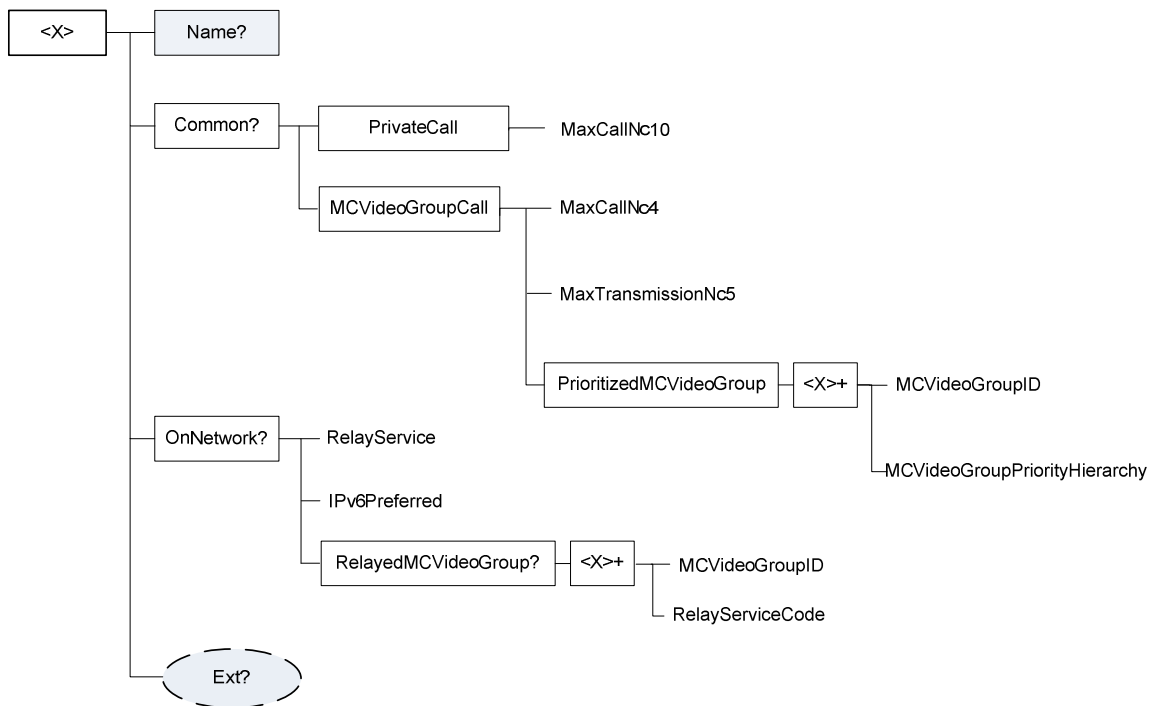 <X>
Name?
Common?
PrivateCall
MaxCallNc10
MCVideoGroupCall
MaxCallNc4
MaxTransmissionNc5
PrioritizedMCVideoGroup
<X>+
MCVideoGroupID
MCVideoGroupPriorityHierarchy
OnNetwork?
RelayService
IPv6Preferred
RelayedMCVideoGroup?
<X>+
MCVideoGroupID
RelayServiceCode
Ext?